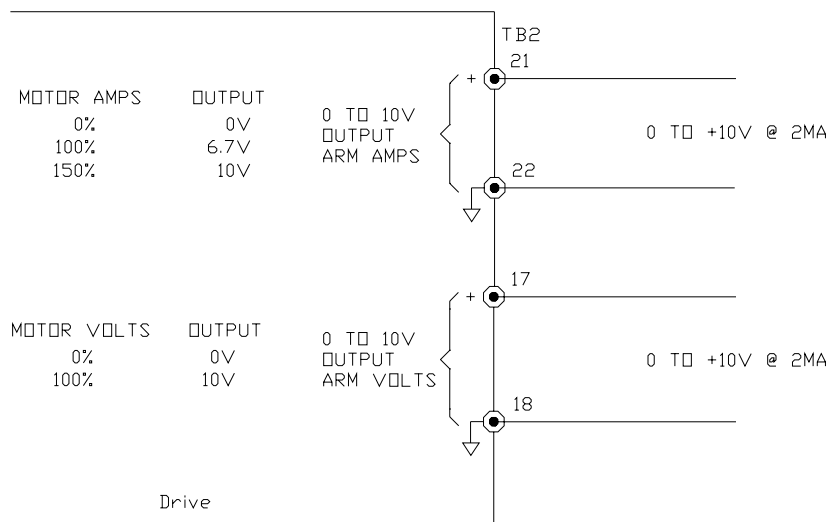 TB2
21
+
MOTOR AMPS OUTPUT
0% 0V
100% 6.7V
150% 10V
0 TO 10V
OUTPUT
ARM AMPS
0 TO +10V @ 2MA
22
17
+
MOTOR VOLTS OUTPUT
0% 0V
100% 10V
0 TO 10V
OUTPUT
ARM VOLTS
0 TO +10V @ 2MA
18
Drive